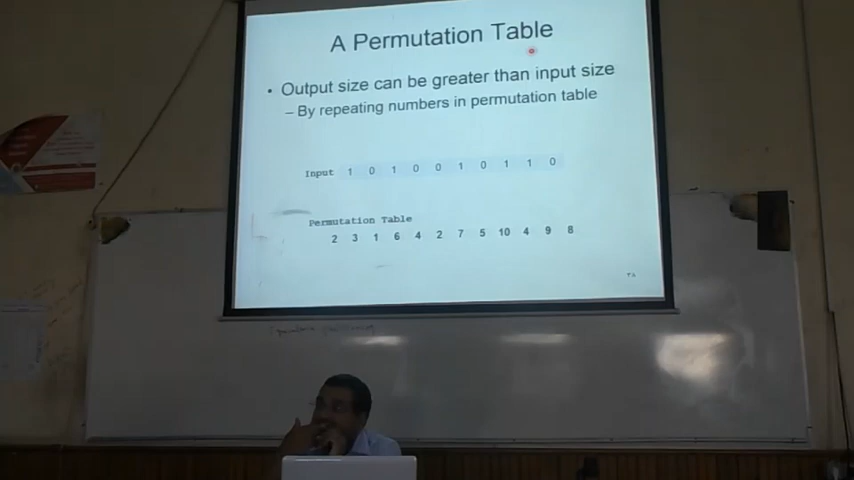 A Permutation Table
• Output size can be greater than input size
– By repeating numbers in permutation table
Input 1 0 1 0 0 1 0 1 1 0
Permutation Table
2 3 1 6 4 2 7 5 10 4 9 8
٣٨